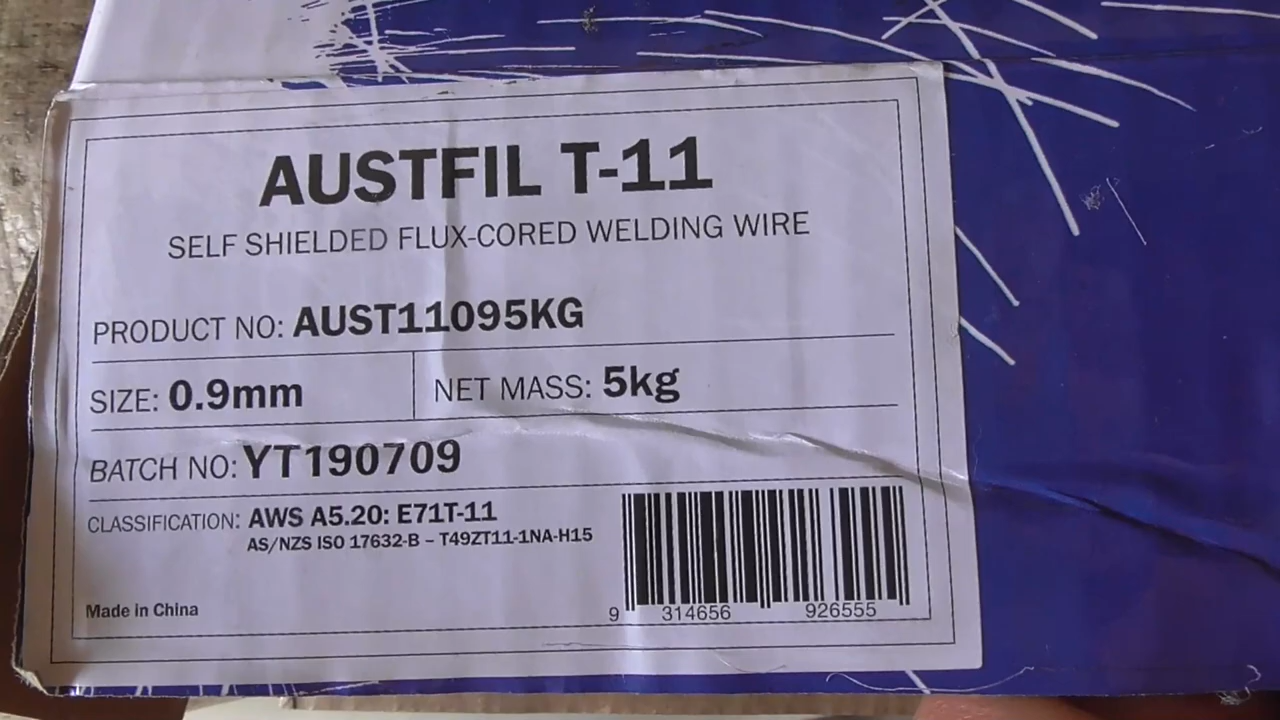 AUSTFIL T-11
SELF SHIELDED FLUX-CORED WELDING WIRE
PRODUCT NO: AUST11095KG
SIZE: 0.9mm NET MASS: 5kg
BATCH NO: YT190709
CLASSIFICATION: AWS A5.20: E71T-11
AS/NZS ISO 17632-B – T49ZT11-1NA-H15
Made in China
9 314656 926555